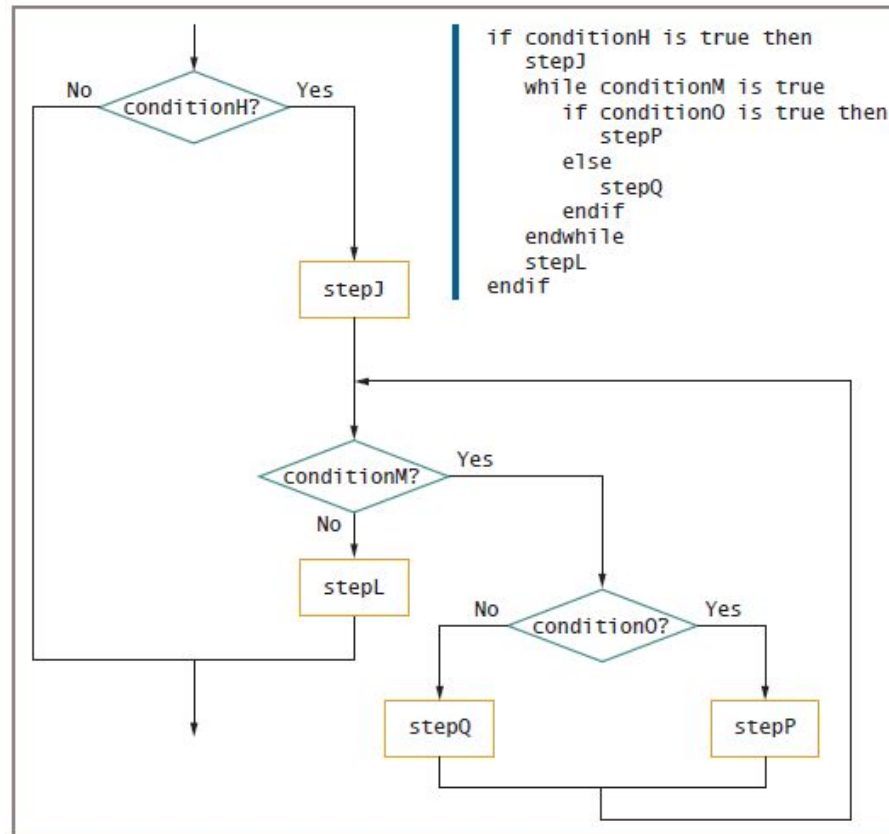 if conditionH is true then
stepJ
while conditionM is true
if conditionO is true then
stepP
else
stepQ
endif
endwhile
stepL
endif
No
conditionH?
Yes
stepJ
conditionM?
Yes
No
stepL
No
conditionO?
Yes
stepQ
stepP